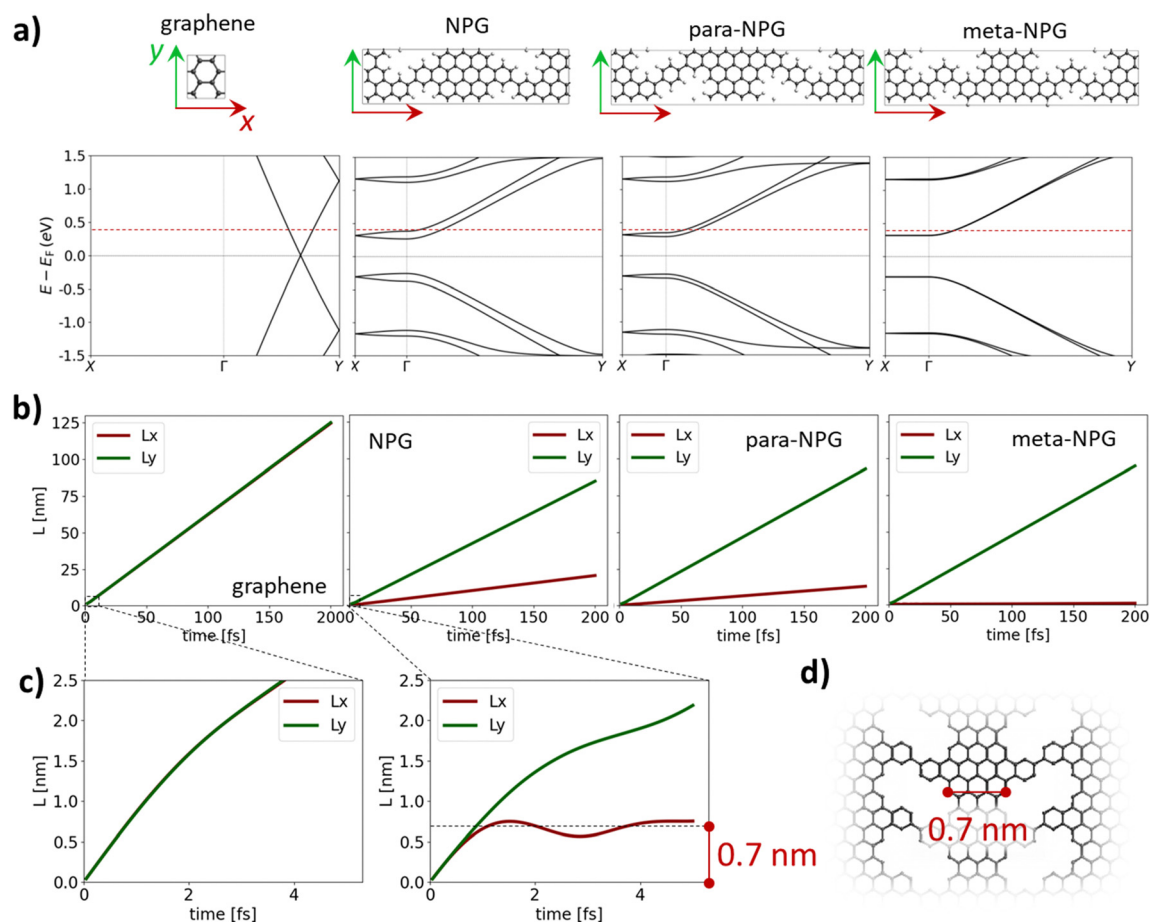 a)
graphene
NPG
para-NPG
meta-NPG
y
x
E − E_F (eV)
1.5
1.0
0.5
0.0
-0.5
-1.0
-1.5
X Γ Y
X Γ Y
X Γ Y
X Γ Y
b)
L [nm]
125
100
75
50
25
0
Lx
Ly
graphene
0 50 100 150 200
time [fs]
NPG
Lx
Ly
0 50 100 150 200
time [fs]
para-NPG
Lx
Ly
0 50 100 150 200
time [fs]
meta-NPG
Lx
Ly
0 50 100 150 200
time [fs]
c)
L [nm]
2.5
2.0
1.5
1.0
0.5
0.0
Lx
Ly
0 2 4
time [fs]
L [nm]
2.5
2.0
1.5
1.0
0.5
0.0
Lx
Ly
0.7 nm
0 2 4
time [fs]
d)
0.7 nm